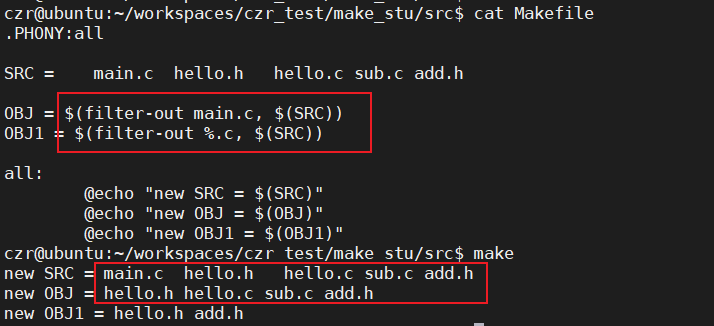 czr@ubuntu:~/workspaces/czr_test/make_stu/src$ cat Makefile
.PHONY:all
SRC =    main.c  hello.h   hello.c sub.c add.h
OBJ = $(filter-out main.c, $(SRC))
OBJ1 = $(filter-out %.c, $(SRC))
all:
        @echo "new SRC = $(SRC)"
        @echo "new OBJ = $(OBJ)"
        @echo "new OBJ1 = $(OBJ1)"
czr@ubuntu:~/workspaces/czr_test/make_stu/src$ make
new SRC = main.c  hello.h   hello.c sub.c add.h
new OBJ = hello.h hello.c sub.c add.h
new OBJ1 = hello.h add.h